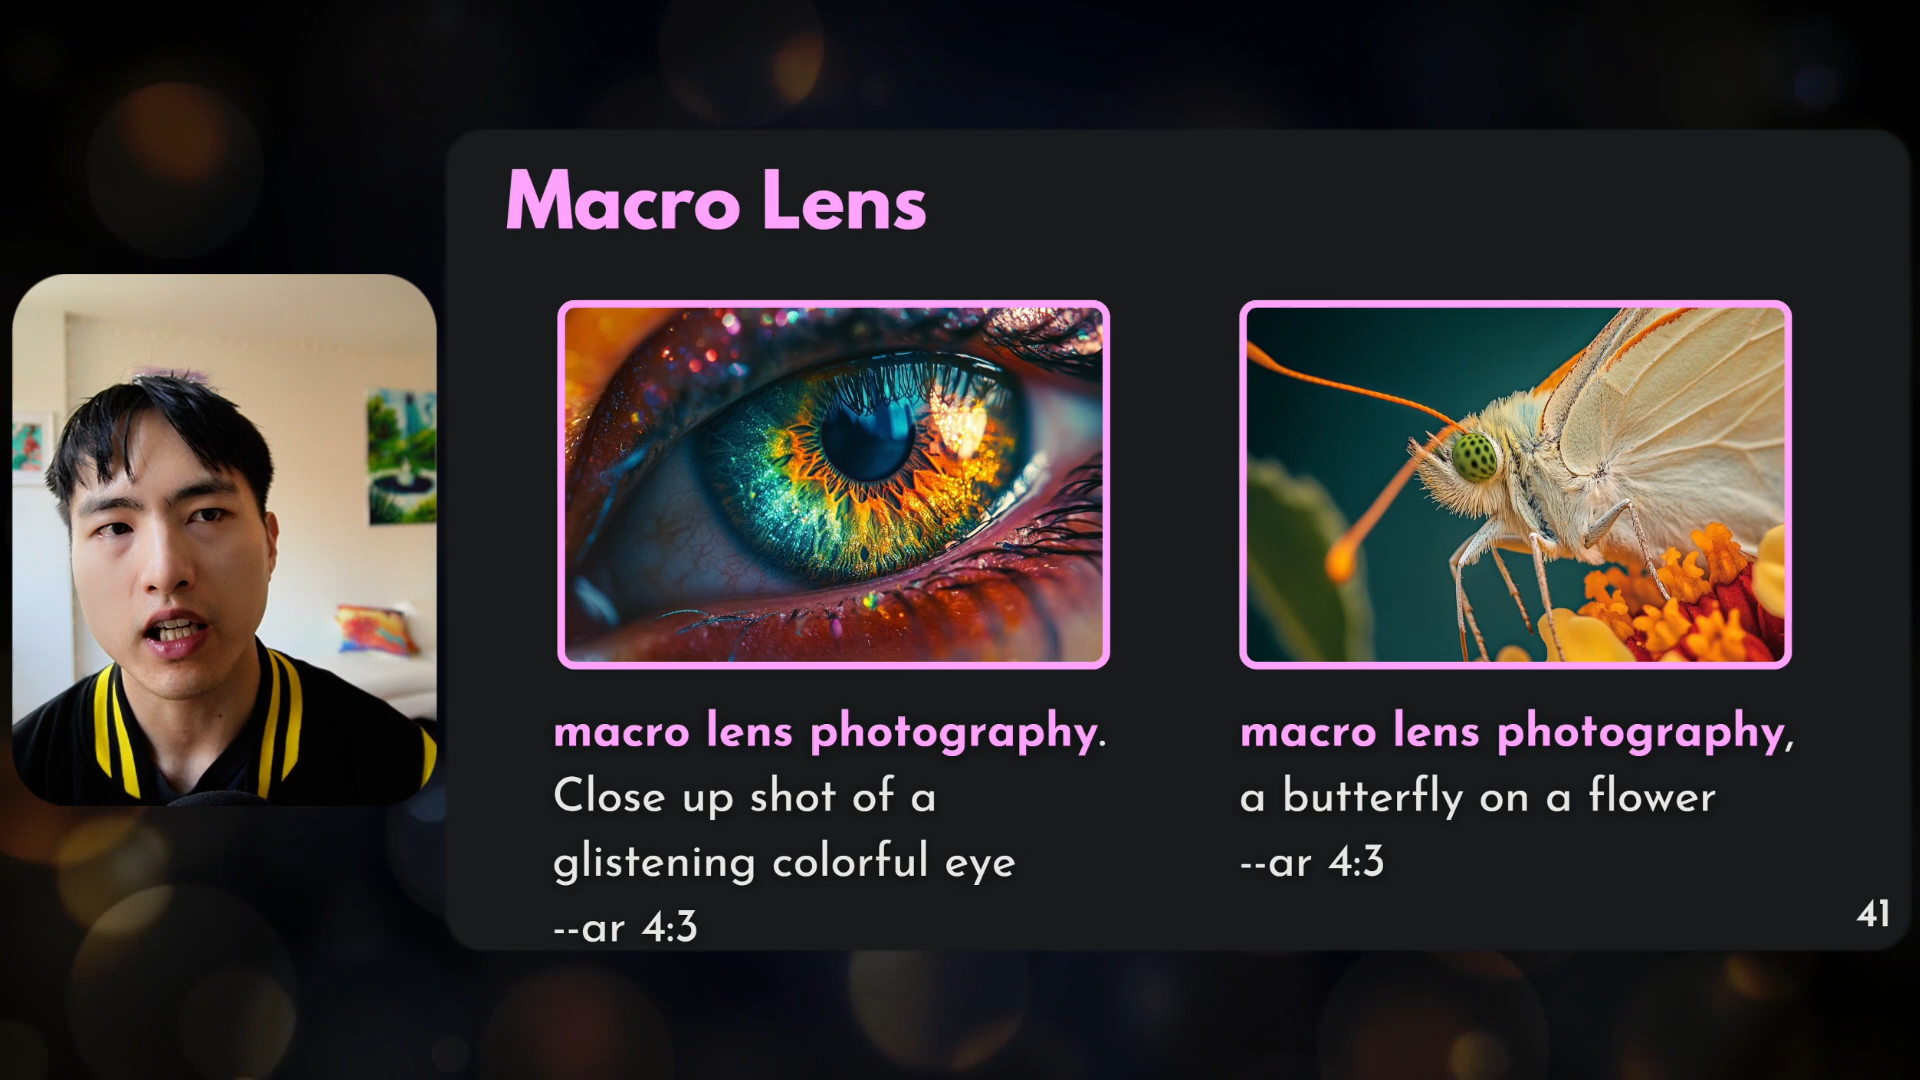 Macro Lens
macro lens photography.
Close up shot of a
glistening colorful eye
--ar 4:3
macro lens photography,
a butterfly on a flower
--ar 4:3
41